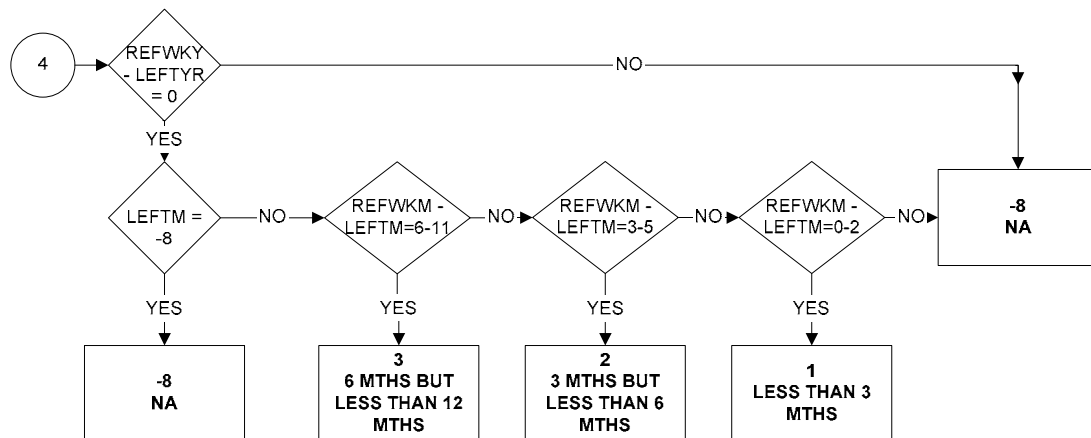 4
REFWKY
- LEFTYR
= 0
NO
YES
LEFTM =
-8
NO
REFWKM -
LEFTM=6-11
NO
REFWKM -
LEFTM=3-5
NO
REFWKM -
LEFTM=0-2
NO
-8
NA
YES
YES
YES
YES
-8
NA
3
6 MTHS BUT
LESS THAN 12
MTHS
2
3 MTHS BUT
LESS THAN 6
MTHS
1
LESS THAN 3
MTHS